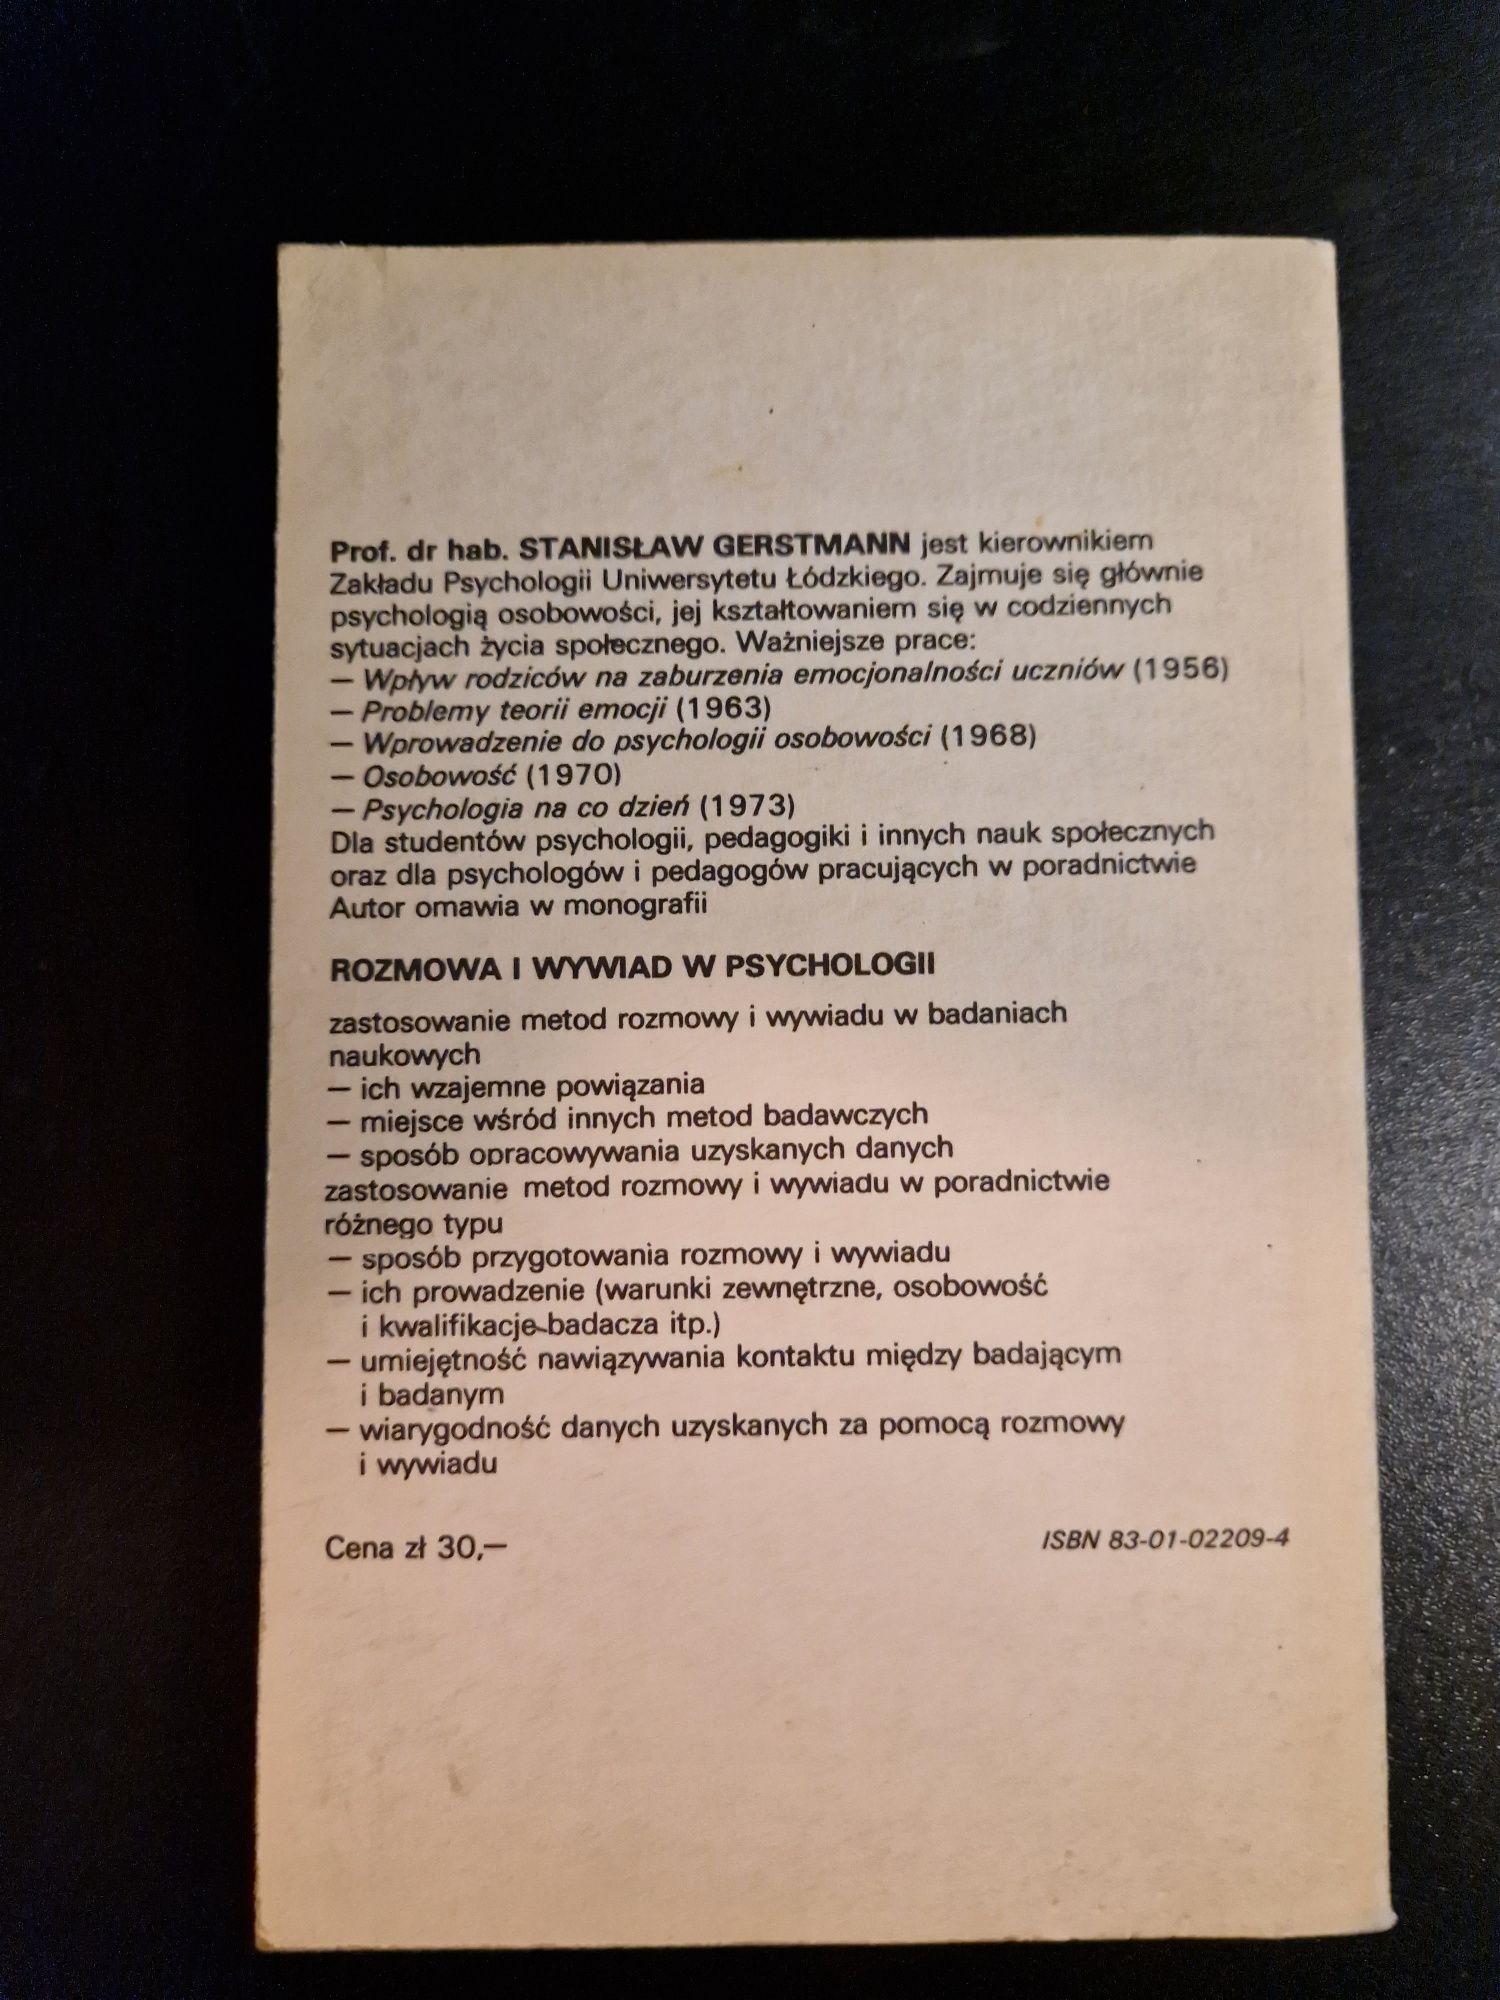 Prof. dr hab. STANISŁAW GERSTMANN jest kierownikiem
Zakładu Psychologii Uniwersytetu Łódzkiego. Zajmuje się głównie
psychologią osobowości, jej kształtowaniem się w codziennych
sytuacjach życia społecznego. Ważniejsze prace:
— Wpływ rodziców na zaburzenia emocjonalności uczniów (1956)
— Problemy teorii emocji (1963)
— Wprowadzenie do psychologii osobowości (1968)
— Osobowość (1970)
— Psychologia na co dzień (1973)
Dla studentów psychologii, pedagogiki i innych nauk społecznych
oraz dla psychologów i pedagogów pracujących w poradnictwie
Autor omawia w monografii
ROZMOWA I WYWIAD W PSYCHOLOGII
zastosowanie metod rozmowy i wywiadu w badaniach
naukowych
— ich wzajemne powiązania
— miejsce wśród innych metod badawczych
— sposób opracowywania uzyskanych danych
zastosowanie metod rozmowy i wywiadu w poradnictwie
różnego typu
— sposób przygotowania rozmowy i wywiadu
— ich prowadzenie (warunki zewnętrzne, osobowość
i kwalifikacje badacza itp.)
— umiejętność nawiązywania kontaktu między badającym
i badanym
— wiarygodność danych uzyskanych za pomocą rozmowy
i wywiadu
Cena zł 30,—
ISBN 83-01-02209-4